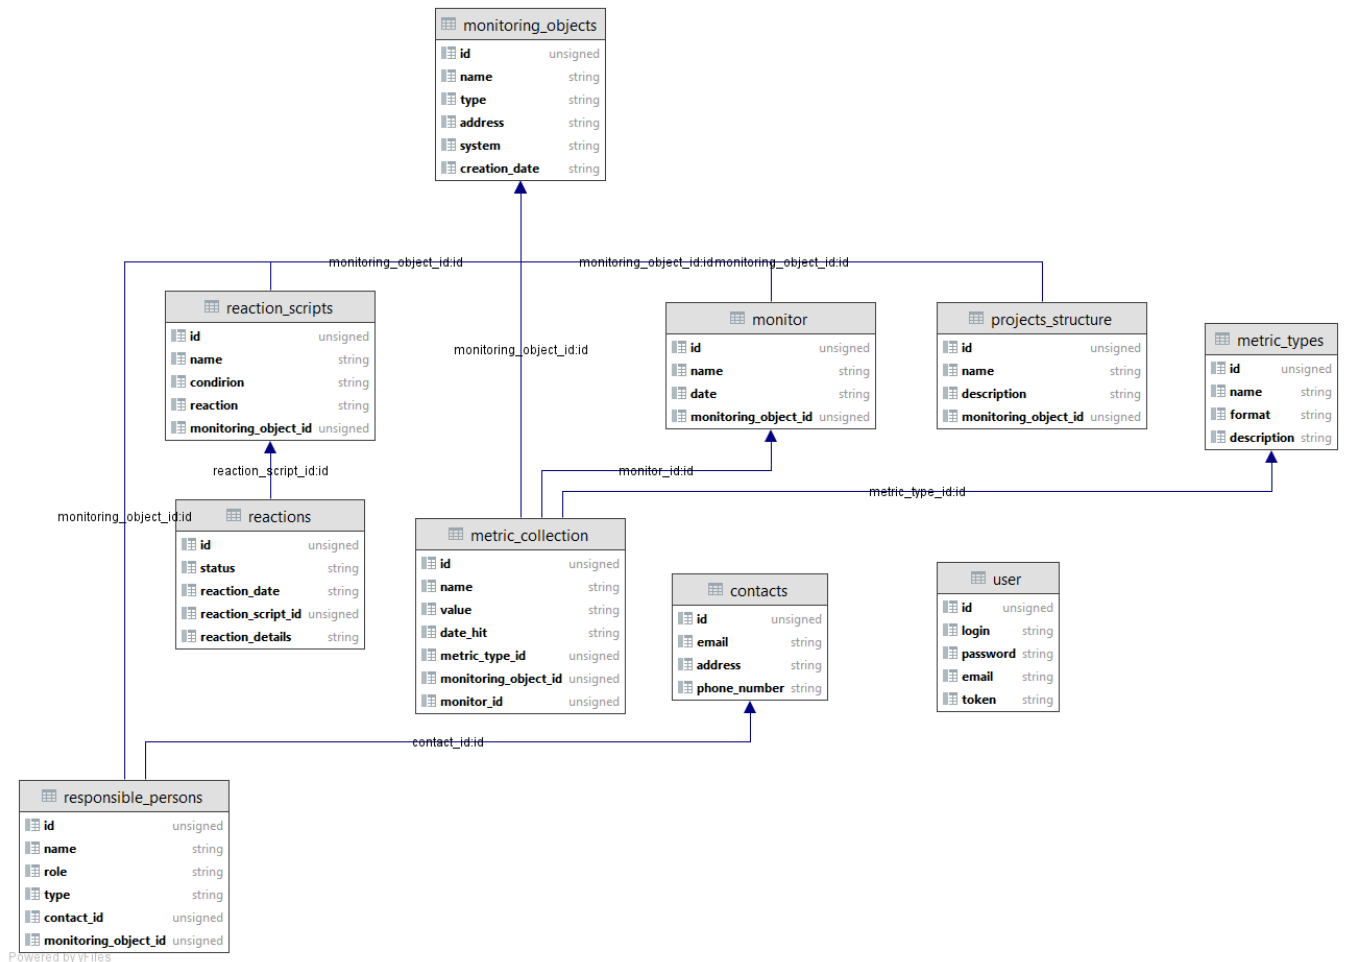 monitoring_objects
id unsigned
name string
type string
address string
system string
creation_date string
monitoring_object_id:id
monitoring_object_id:id
monitoring_object_id:id
reaction_scripts
id unsigned
name string
condirion string
reaction string
monitoring_object_id unsigned
monitor
id unsigned
name string
date string
monitoring_object_id unsigned
projects_structure
id unsigned
name string
description string
monitoring_object_id unsigned
metric_types
id unsigned
name string
format string
description string
monitoring_object_id:id
reaction_script_id:id
monitor_id:id
metric_type_id:id
monitoring_object_id:id
reactions
id unsigned
status string
reaction_date string
reaction_script_id unsigned
reaction_details string
metric_collection
id unsigned
name string
value string
date_hit string
metric_type_id unsigned
monitoring_object_id unsigned
monitor_id unsigned
contacts
id unsigned
email string
address string
phone_number string
user
id unsigned
login string
password string
email string
token string
contact_id:id
responsible_persons
id unsigned
name string
role string
type string
contact_id unsigned
monitoring_object_id unsigned
Powered by yFiles